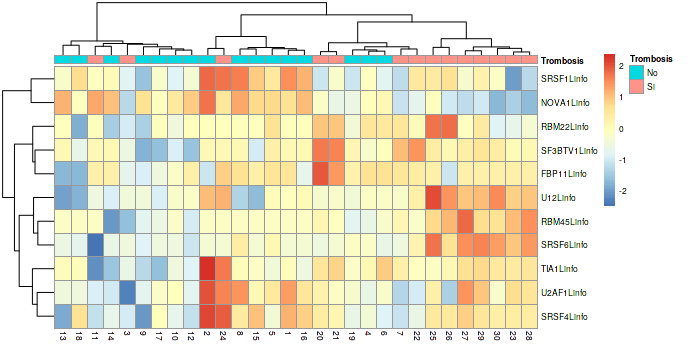 Trombosis
Trombosis
No
SI
SRSF1Linfo
NOVA1Linfo
RBM22Linfo
SF3BTV1Linfo
FBP11Linfo
U12Linfo
RBM45Linfo
SRSF6Linfo
TIA1Linfo
U2AF1Linfo
SRSF4Linfo
2
1
0
-1
-2
13 18 11 14 3 9 17 10 12 2 24 8 15 5 1 16 20 21 19 4 6 7 22 25 26 27 29 30 23 28